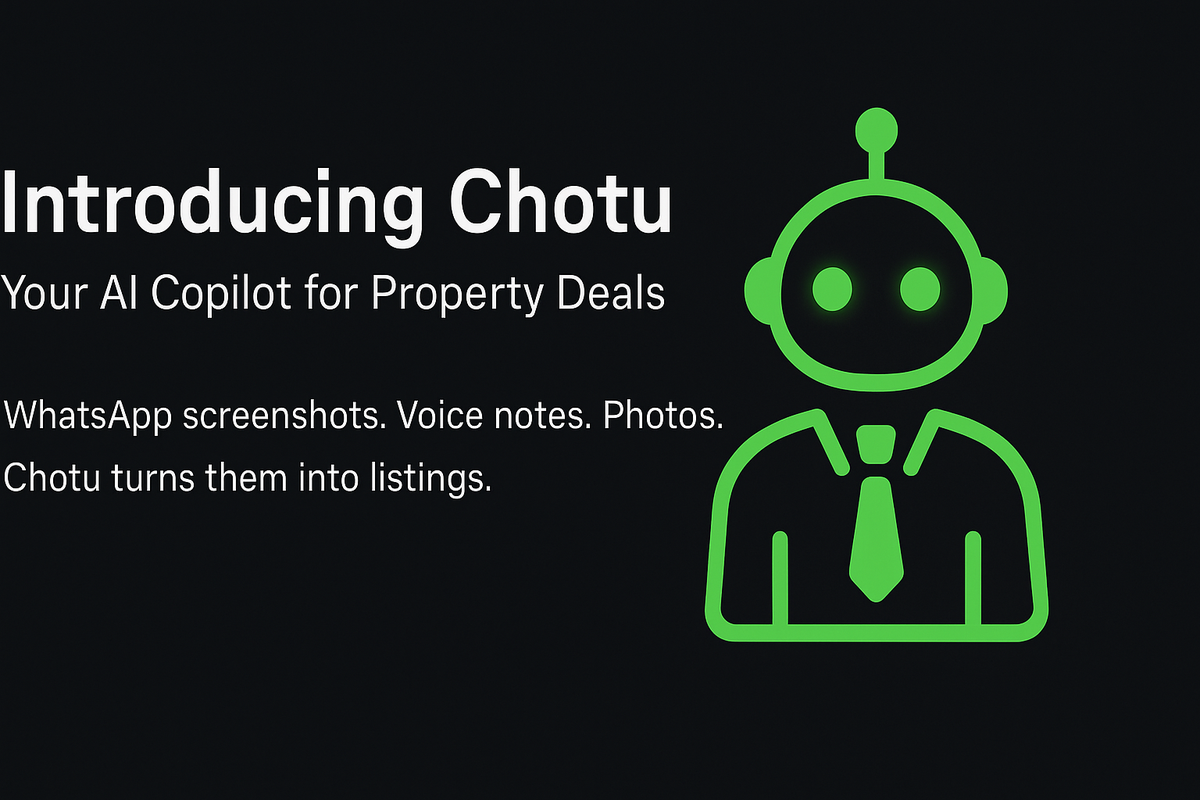 Introducing Chotu
Your AI Copilot for Property Deals
WhatsApp screenshots. Voice notes. Photos.
Chotu turns them into listings.